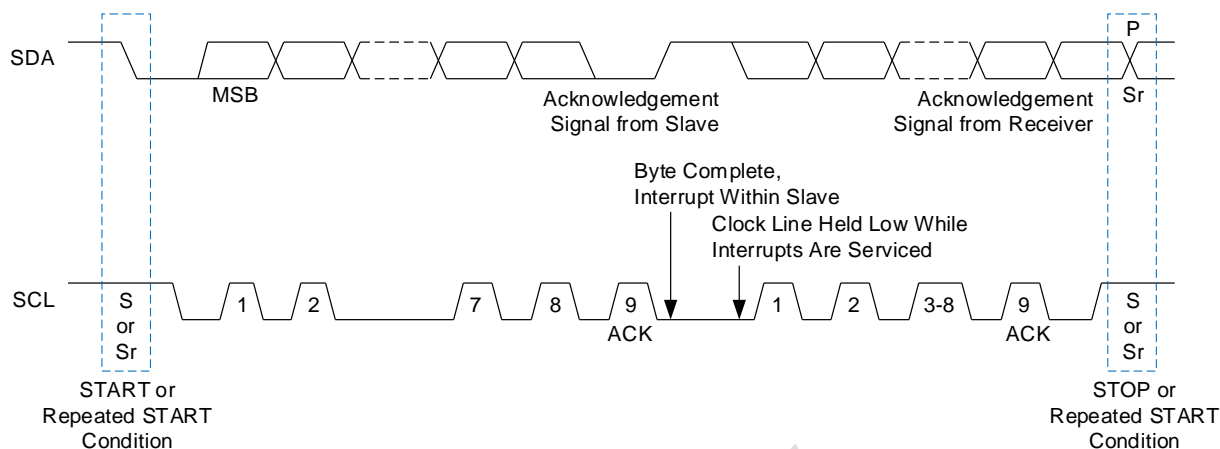 P
SDA
MSB
Acknowledgement
Signal from Slave
Acknowledgement
Signal from Receiver
Sr
Byte Complete,
Interrupt Within Slave
Clock Line Held Low While
Interrupts Are Serviced
SCL
S
or
Sr
1
2
7
8
9
ACK
1
2
3-8
9
ACK
S
or
Sr
START or
Repeated START
Condition
STOP or
Repeated START
Condition